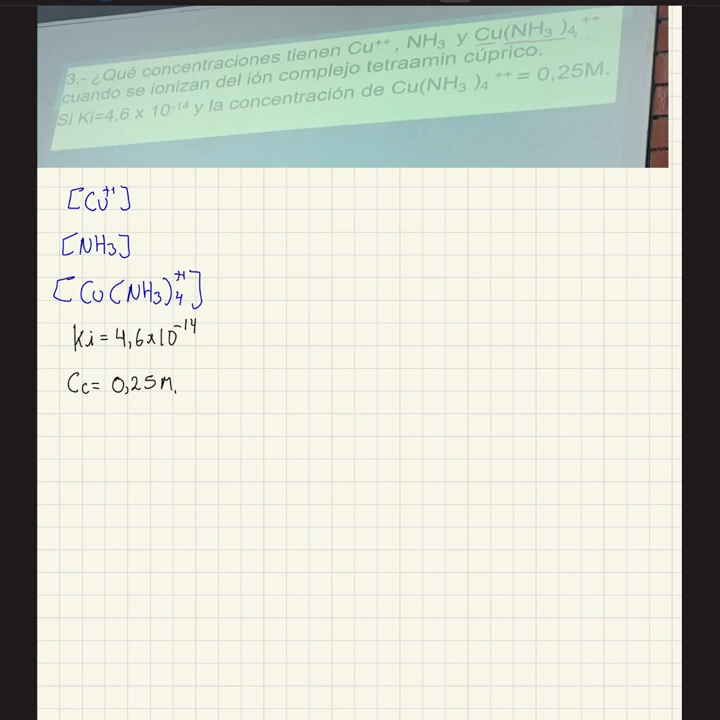 3.- ¿Qué concentraciones tienen Cu⁺⁺, NH₃ y Cu(NH₃)₄⁺⁺
cuando se ionizan del ión complejo tetraamin cúprico.
Si Ki=4,6 x 10⁻¹⁴ y la concentración de Cu(NH₃)₄⁺⁺ = 0,25M.
[Cu⁺⁺]
[NH₃]
[Cu(NH₃)₄⁺⁺]
Ki = 4,6x10⁻¹⁴
Cc = 0,25M.